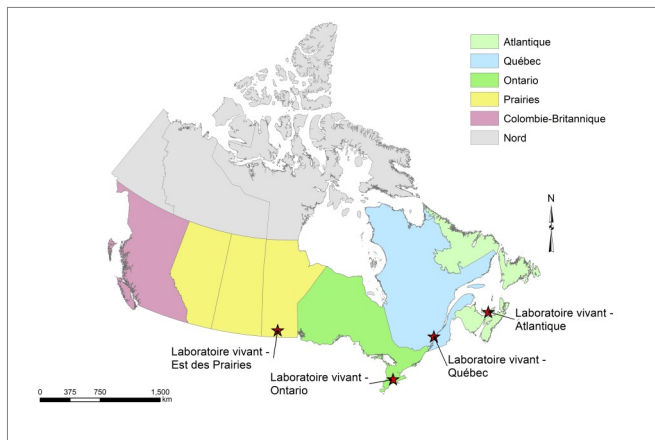 Atlantique
Québec
Ontario
Prairies
Colombie-Britannique
Nord
N
Laboratoire vivant -
Atlantique
Laboratoire vivant -
Est des Prairies
Laboratoire vivant -
Québec
Laboratoire vivant -
Ontario
0 375 750 1,500
km